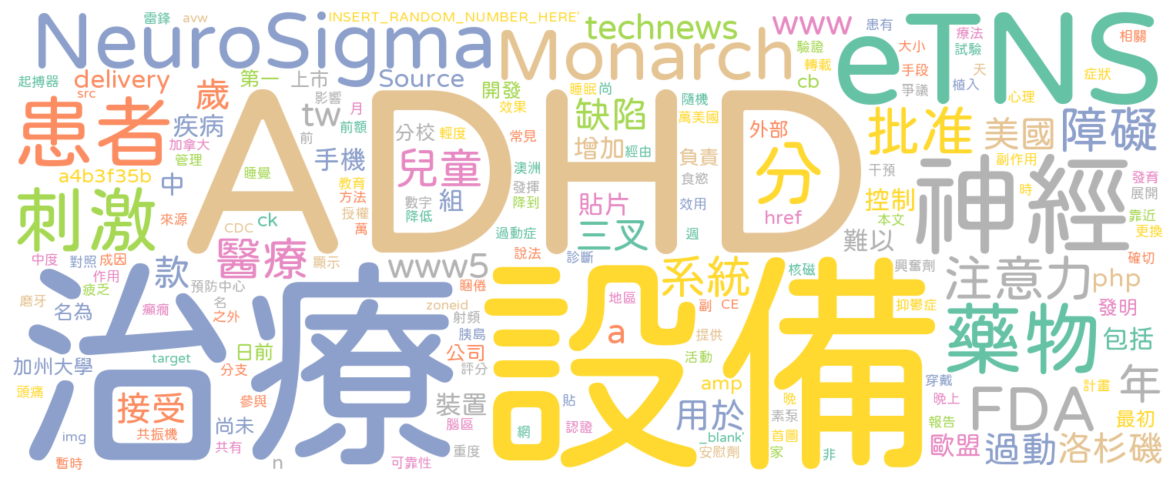 雷鋒 avw INSERT_RANDOM_NUMBER_HERE'
NeuroSigma Monarch technews www eTNS
患有 療法 相關
驗證 大小 試驗
轉載 手段 天 症狀
起搏器 delivery 第一 上市 Source 開發 睡眠 尚 cb 爭議 植入
src 歲 影響 效果 隨機 心理
患者 ADHD 分 批准 美國 障礙
疾病 tw 月 缺陷 萬美國 外部
加拿大 前 前額 分校 輕度 常見 增加 經由 負責 副作用
管理 手機 兒童 澳洲 食慾 干預 發育
a4b3f35b 中 睡覺 教育 組 發揮 貼片 效用 控制 時 展開
刺激 方法 數字 降低 降到 href 本文 神經 靠近
來源 ck CDC 授權 萬 過動症 三叉 週 難以 更換
中度 對照 成因 醫療 顯示 說法 診斷 確切
作用 款 www5 系統 核磁 興奮劑 注意力 php
疲乏 預防中心 睏倦
磨牙 名為 癲癇 名 之外 zoneid 射頻 地區 副 CE 抑鬱症 藥物 發明
治療 設備
胰島 a 提供 包括
加州大學 target 日前 公司 活動
分支 評分 amp 穿戴 年
頭痛 接受 參與 裝置 貼 晚 晚上 FDA 計畫
共振機 尚未 腦區 用於 素泵 報告 最初
img 共有 網 認證 _blank' 首圖
暫時 n 可靠性 重度 安慰劑 家 非 歐盟 過動 洛杉磯